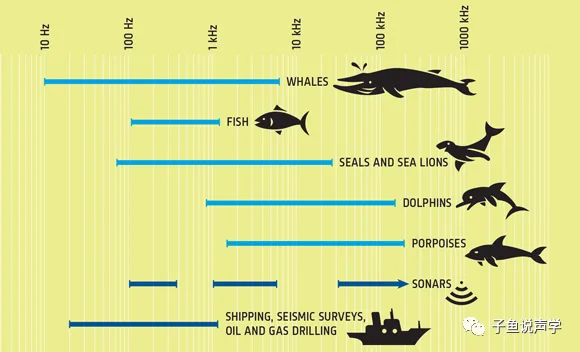 10 Hz
100 Hz
1 kHz
10 kHz
100 kHz
1000 kHz
WHALES
FISH
SEALS AND SEA LIONS
DOLPHINS
PORPOISES
SONARS
SHIPPING, SEISMIC SURVEYS,
OIL AND GAS DRILLING
子鱼说声学